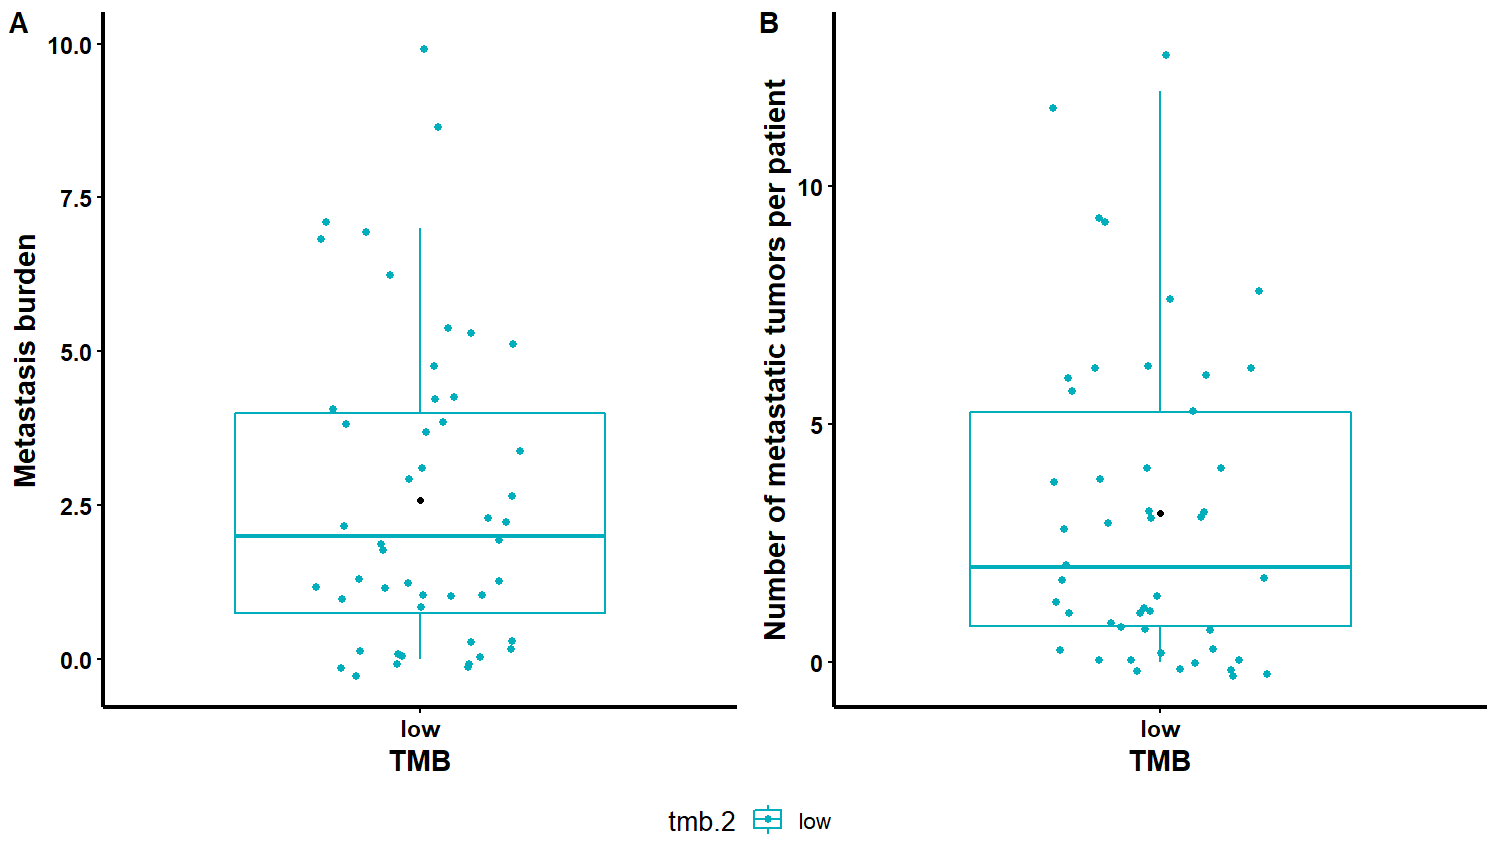 A
Metastasis burden
10.0
7.5
5.0
2.5
0.0
low
TMB
B
Number of metastatic tumors per patient
10
5
0
low
TMB
tmb.2 low